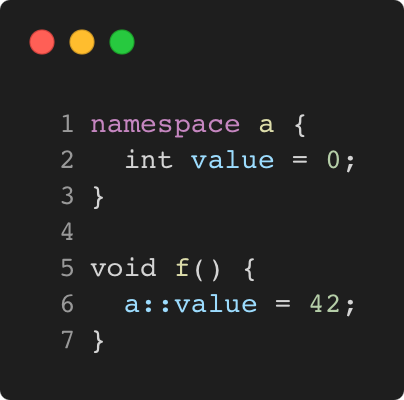 1 namespace a {
2   int value = 0;
3 }
4
5 void f() {
6   a::value = 42;
7 }